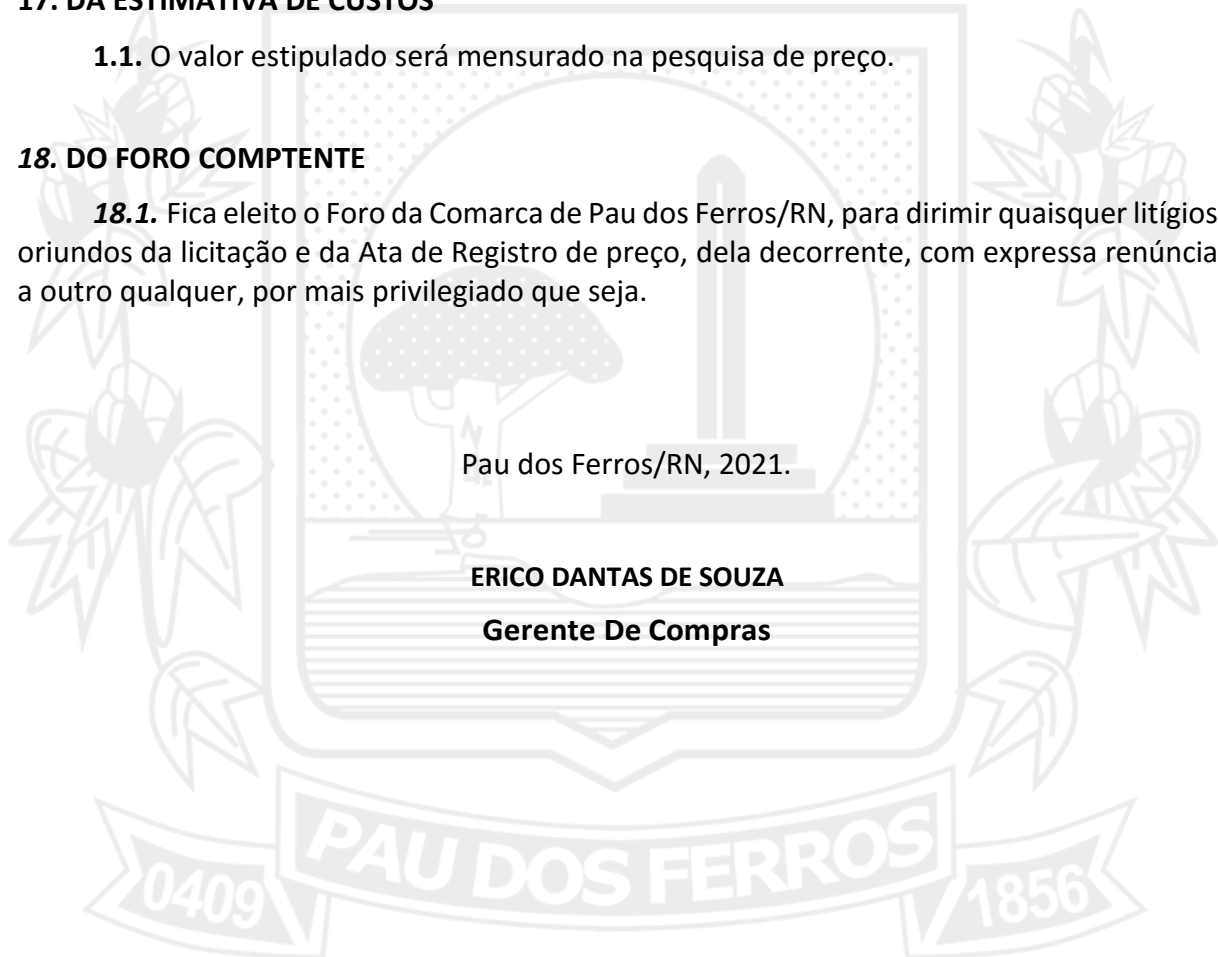 17. DA ESTIMATIVA DE CUSTOS
1.1. O valor estipulado será mensurado na pesquisa de preço.
18. DO FORO COMPTENTE
18.1. Fica eleito o Foro da Comarca de Pau dos Ferros/RN, para dirimir quaisquer litígios
oriundos da licitação e da Ata de Registro de preço, dela decorrente, com expressa renúncia
a outro qualquer, por mais privilegiado que seja.
Pau dos Ferros/RN, 2021.
ERICO DANTAS DE SOUZA
Gerente De Compras
PAU DOS FERROS
0409
1856